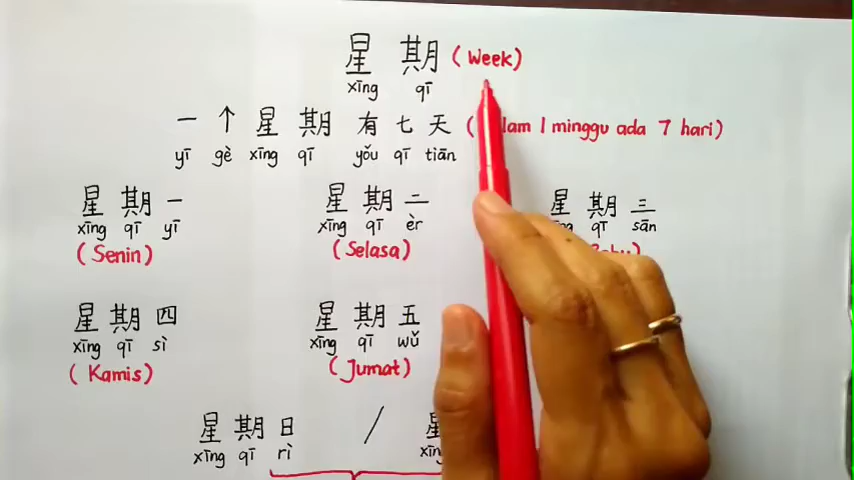 星 期 (Week)
xīng qī
一 个 星 期 有 七 天 ( lam 1 minggu ada 7 hari)
yī gè xīng qī yǒu qī tiān
星 期 一 星 期 二 星 期 三
xīng qī yī xīng qī èr qī sān
(Senin) (Selasa)
星 期 四 星 期 五
xīng qī sì xīng qī wǔ
(Kamis) (Jumat)
星 期 日 / 星
xīng qī rì xīng